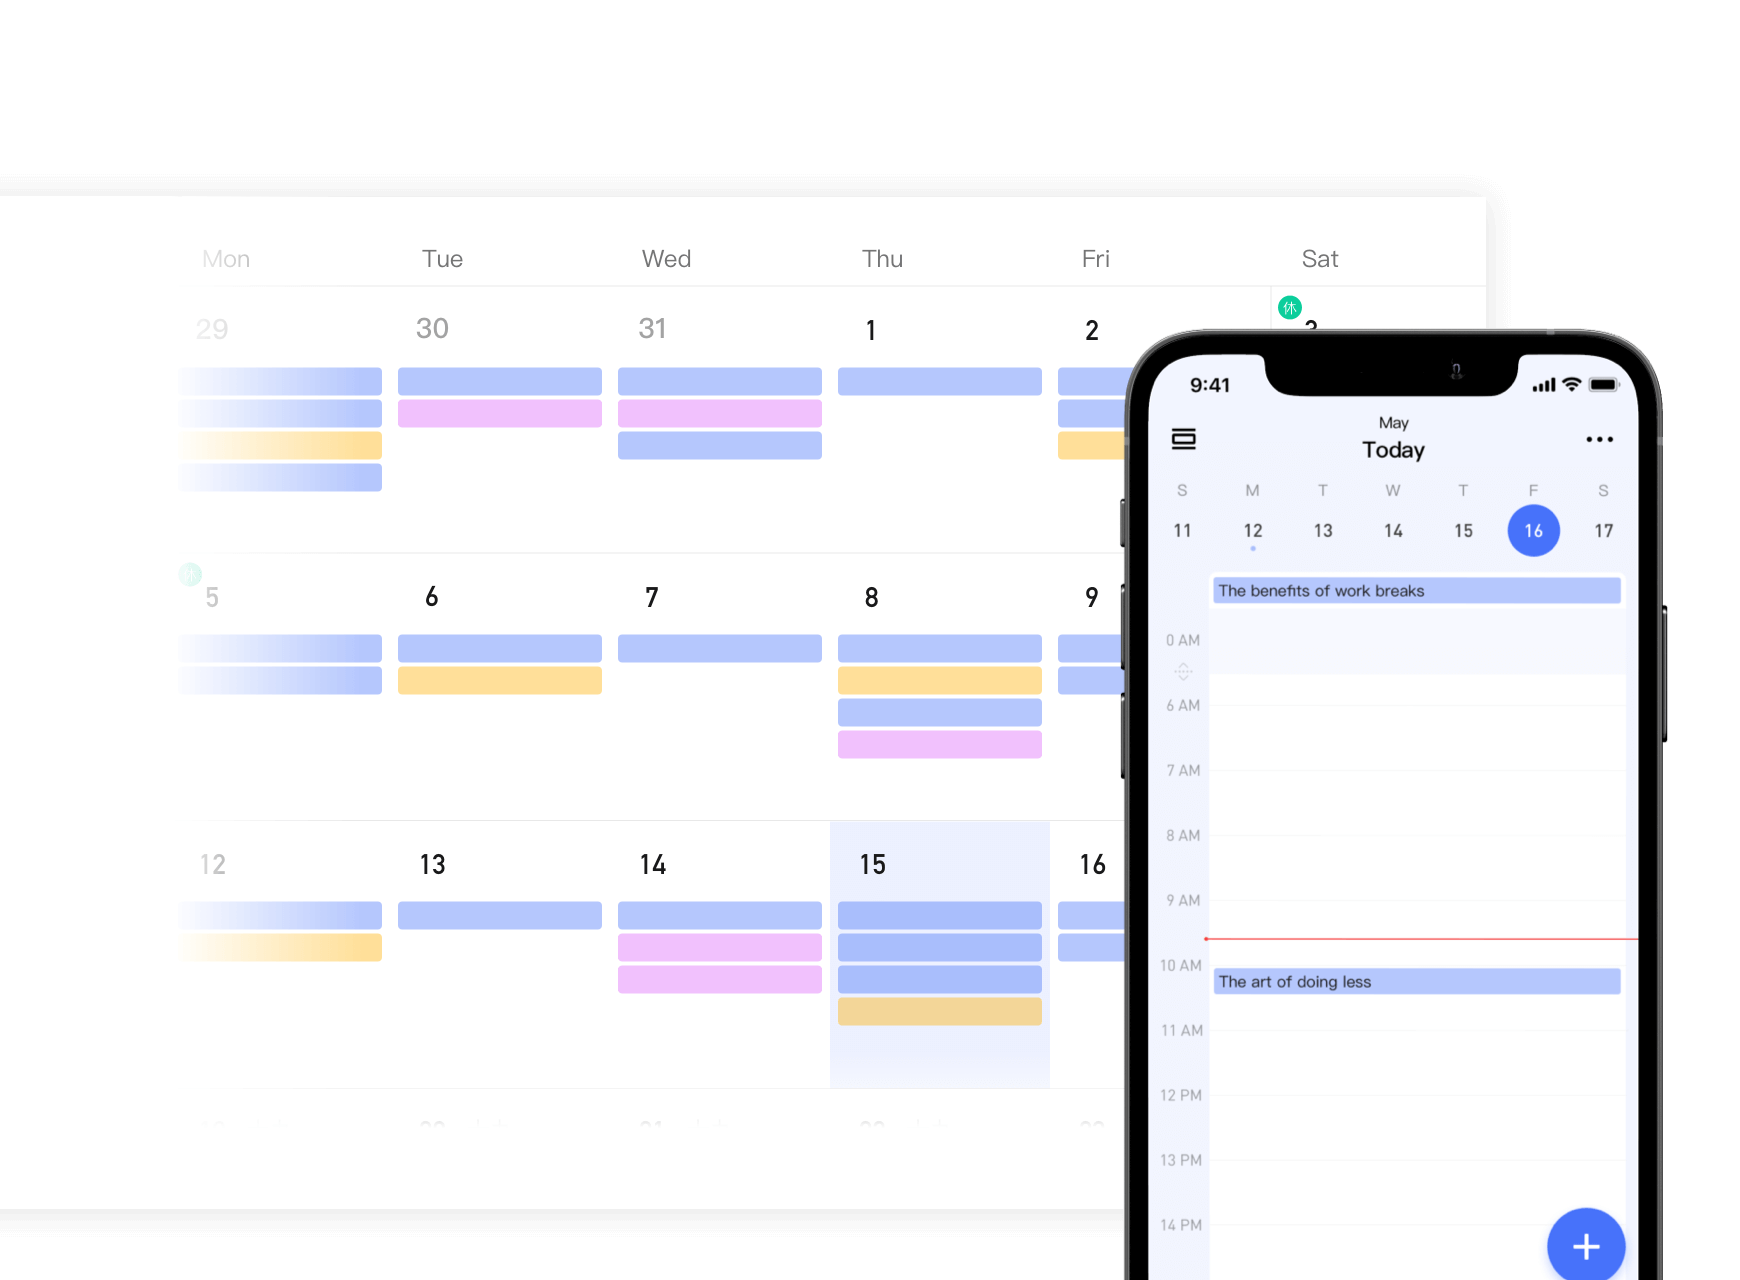 Mon Tue Wed Thu Fri Sat
休
29 30 31 1 2
休
5 6 7 8 9
12 13 14 15 16
9:41
May
Today
S M T W T F S
11 12 13 14 15 16 17
The benefits of work breaks
0 AM
6 AM
7 AM
8 AM
9 AM
10 AM
The art of doing less
11 AM
12 PM
13 PM
14 PM